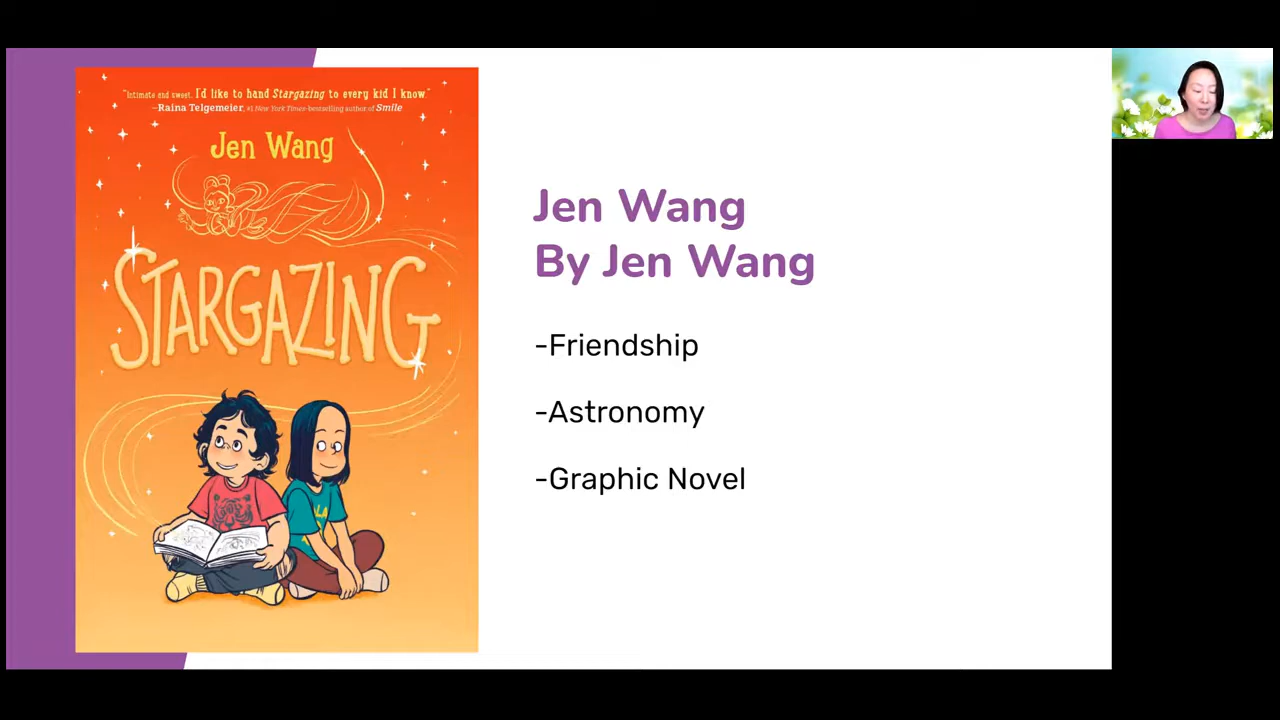 "Intimate and sweet. I'd like to hand Stargazing to every kid I know."
—Raina Telgemeier, #1 New York Times-bestselling author of Smile
Jen Wang
STARGAZING
Jen Wang
By Jen Wang
-Friendship
-Astronomy
-Graphic Novel